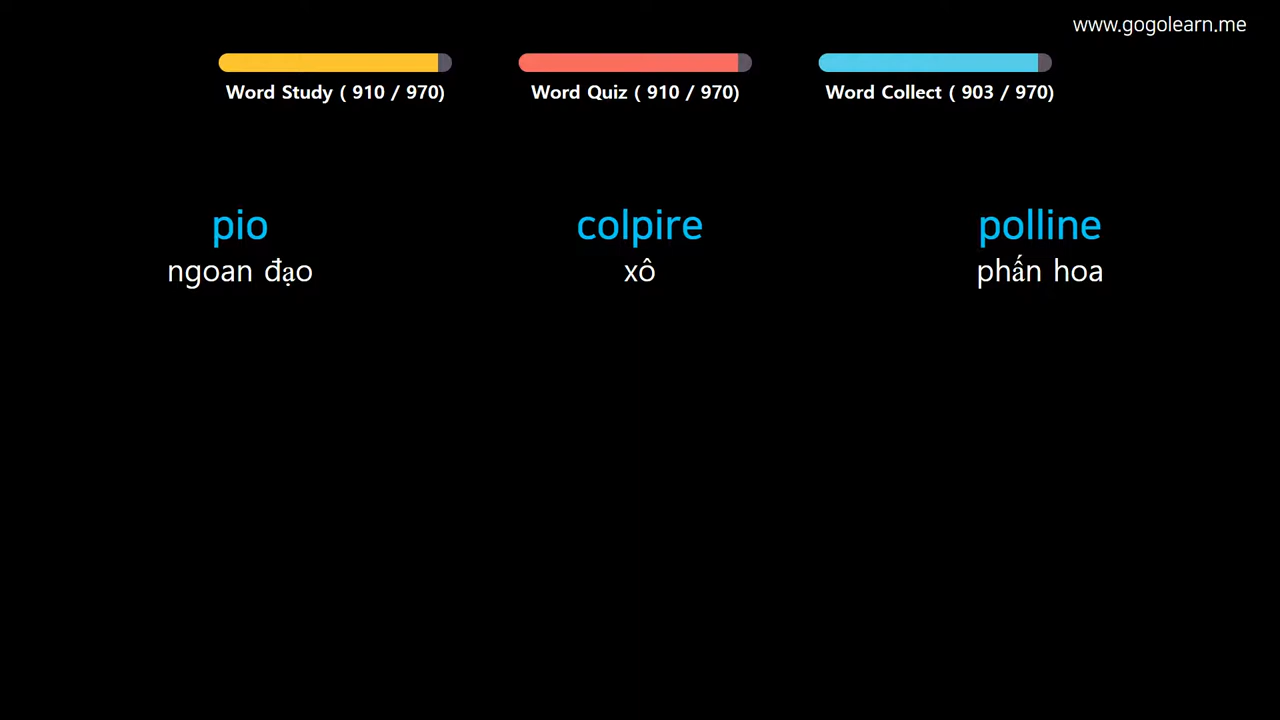 www.gogolearn.me
Word Study ( 910 / 970)
Word Quiz ( 910 / 970)
Word Collect ( 903 / 970)
pio
ngoan đạo
colpire
xô
polline
phấn hoa